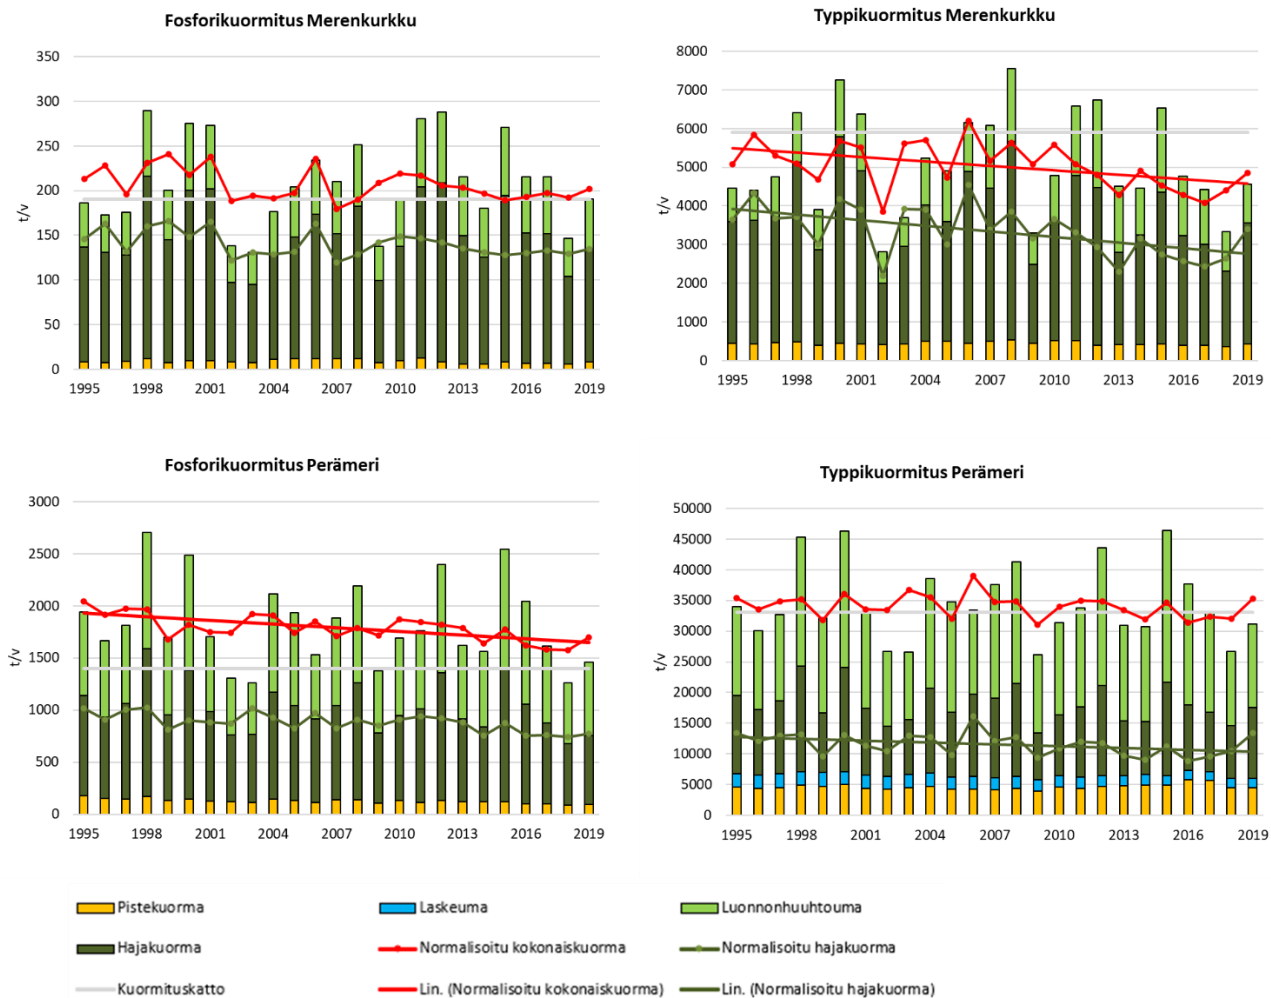 Fosforikuormitus Merenkurkku
350
300
250
200
150
100
50
0
t/v
1995 1998 2001 2004 2007 2010 2013 2016 2019
Typpikuormitus Merenkurkku
8000
7000
6000
5000
4000
3000
2000
1000
0
t/v
1995 1998 2001 2004 2007 2010 2013 2016 2019
Fosforikuormitus Perämeri
3000
2500
2000
1500
1000
500
0
t/v
1995 1998 2001 2004 2007 2010 2013 2016 2019
Typpikuormitus Perämeri
50000
45000
40000
35000
30000
25000
20000
15000
10000
5000
0
t/v
1995 1998 2001 2004 2007 2010 2013 2016 2019
Pistekuorma Laskeuma Luonnonhuuhtouma
Hajakuorma Normalisoitu kokonaiskuorma Normalisoitu hajakuorma
Kuormituskatto Lin. (Normalisoitu kokonaiskuorma) Lin. (Normalisoitu hajakuorma)